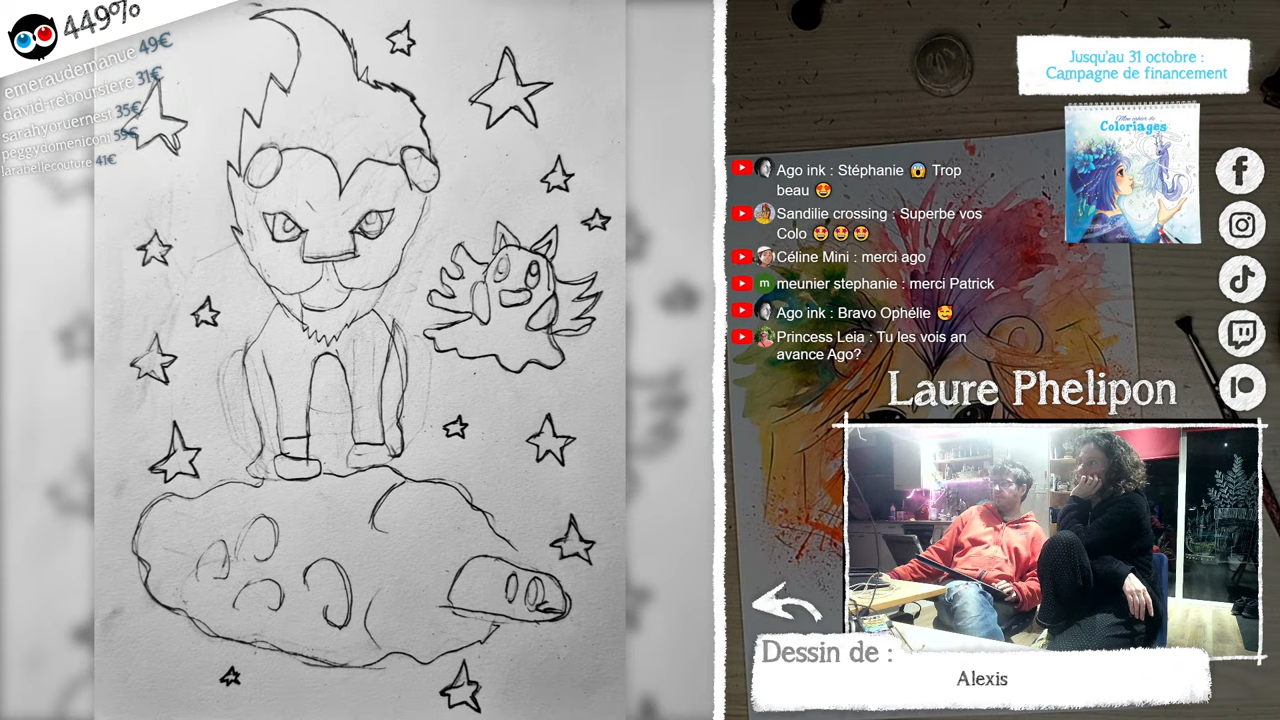 449%
emeraudemanue 49€
david-reboursiere 31€
sarahyoruernest 35€
peggydomeniconi 59€
larabellecouture 41€
Jusqu'au 31 octobre :
Campagne de financement
Mon cahier de
Coloriages
Ago ink : Stéphanie 😱 Trop
beau 😍
Sandilie crossing : Superbe vos
Colo 🤩 🤩 🤩
Céline Mini : merci ago
m meunier stephanie : merci Patrick
Ago ink : Bravo Ophélie 🥰
Princess Leia : Tu les vois an
avance Ago?
Laure Phelipon
Dessin de :
Alexis